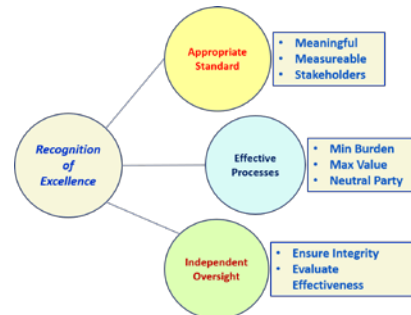 Recognition
of
Excellence
Appropriate
Standard
• Meaningful
• Measureable
• Stakeholders
Effective
Processes
• Min Burden
• Max Value
• Neutral Party
Independent
Oversight
• Ensure Integrity
• Evaluate
Effectiveness